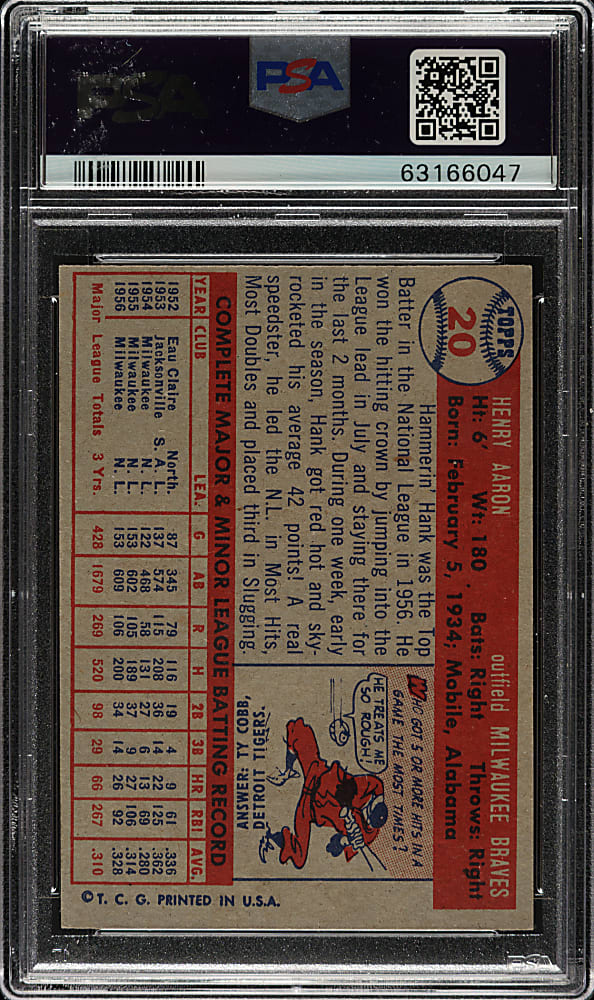 PSA
PSA
63166047
TOPPS
20
HENRY AARON outfield MILWAUKEE BRAVES
Ht: 6' Wt: 180 Bats: Right Throws: Right
Born: February 5, 1934; Mobile, Alabama
Hammerin' Hank was the Top
Batter in the National League in 1956. He
won the hitting crown by jumping into the
League lead in July and staying there for
the last 2 months. During one week, early
in the season, Hank got red hot and sky-
rocketed his average 42 points! A real
speedster, he led the N.L. in Most Hits,
Most Doubles and placed third in Slugging.
WHO GOT 5 OR MORE HITS IN A
GAME THE MOST TIMES?
HE TREATS ME
SO ROUGH!
ANSWER: TY COBB,
DETROIT TIGERS.
COMPLETE MAJOR & MINOR LEAGUE BATTING RECORD
YEAR CLUB LEA. G AB R H 2B 3B HR RBI AVG.
1952 Eau Claire North. 87 345 79 116 19 4 9 61 .336
1953 Jacksonville S. A. L. 137 574 115 208 36 14 22 125 .362
1954 Milwaukee N. L. 122 468 58 131 27 6 13 69 .280
1955 Milwaukee N. L. 153 602 105 189 37 9 27 106 .314
1956 Milwaukee N. L. 153 609 106 200 34 14 26 92 .328
Major League Totals 3 Yrs. 428 1679 269 520 98 29 66 267 .310
© T. C. G. PRINTED IN U.S.A.
PSA